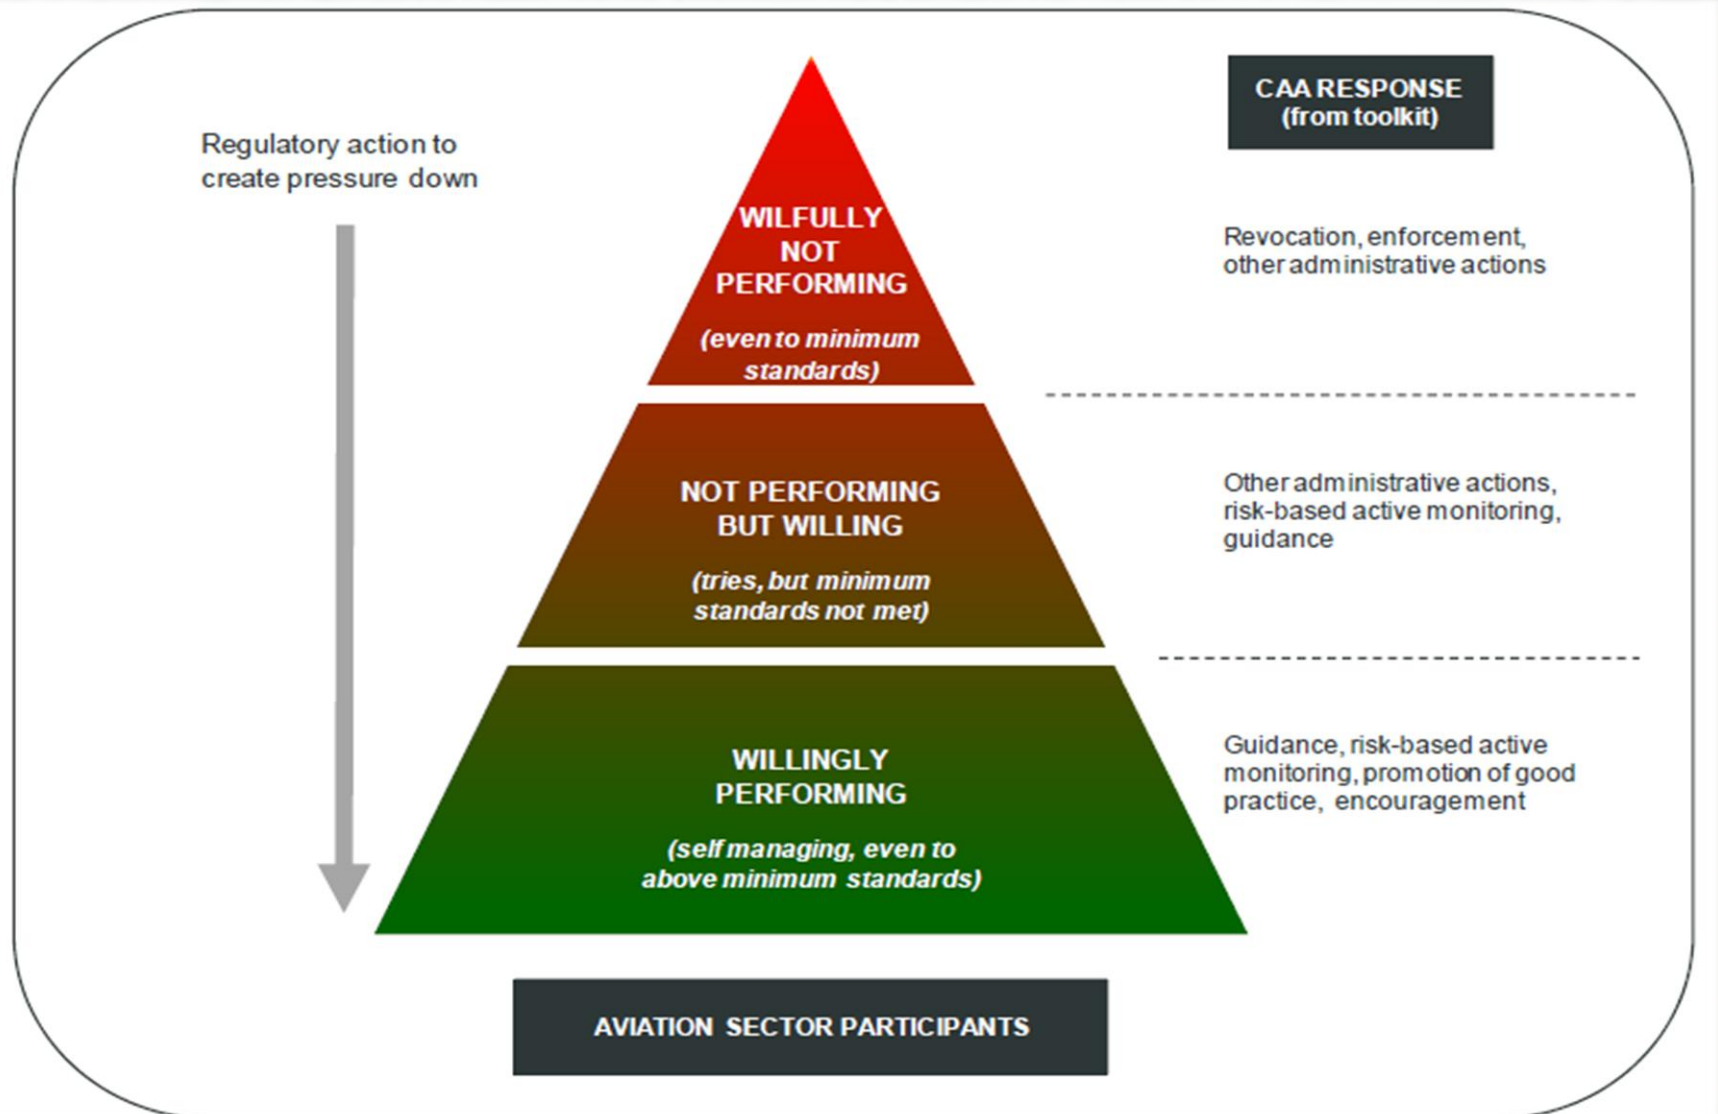 Regulatory action to
create pressure down
CAA RESPONSE
(from toolkit)
WILFULLY
NOT
PERFORMING
(even to minimum
standards)
Revocation, enforcement,
other administrative actions
NOT PERFORMING
BUT WILLING
(tries, but minimum
standards not met)
Other administrative actions,
risk-based active monitoring,
guidance
WILLINGLY
PERFORMING
(self managing, even to
above minimum standards)
Guidance, risk-based active
monitoring, promotion of good
practice, encouragement
AVIATION SECTOR PARTICIPANTS